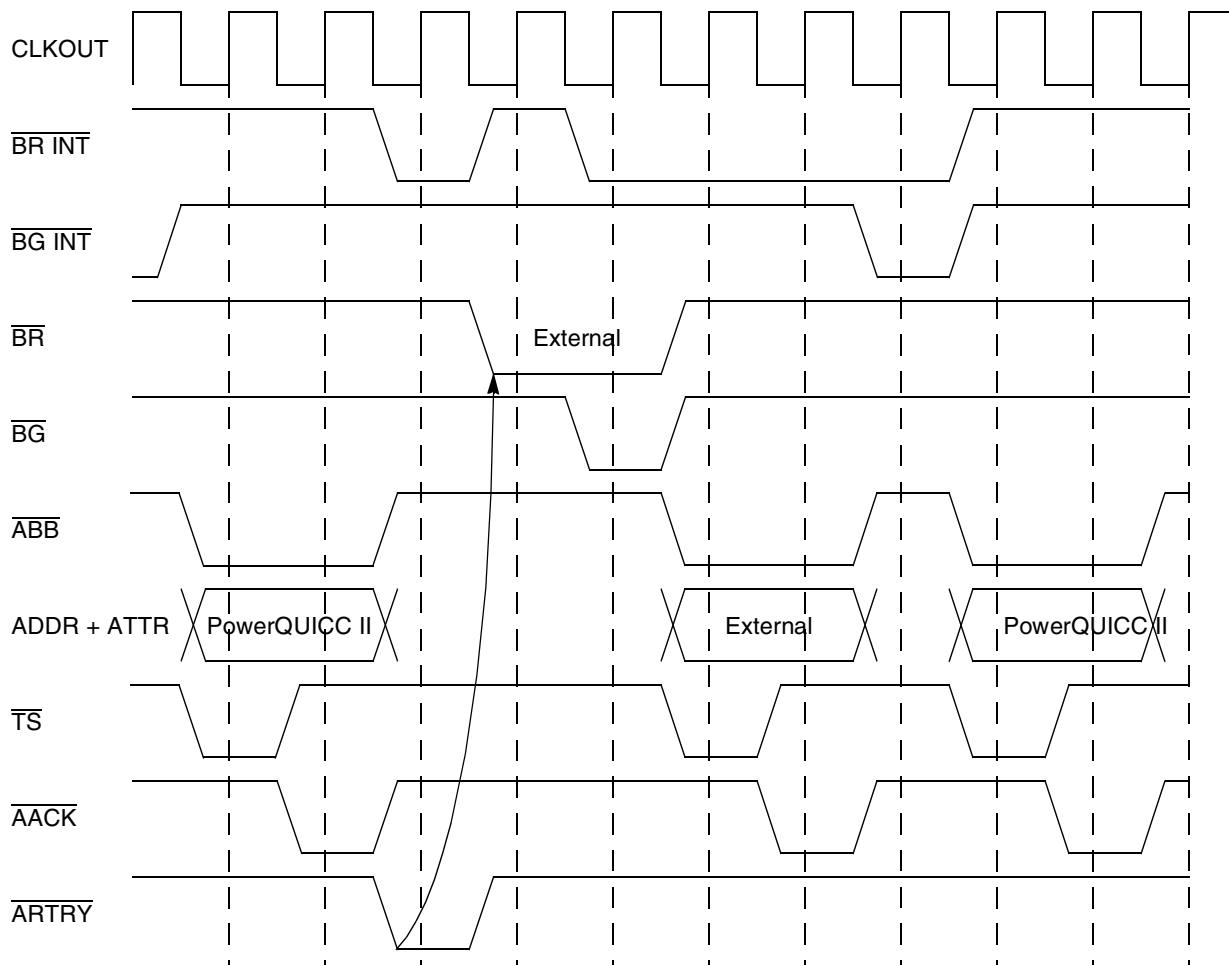 CLKOUT
BR INT
BG INT
BR
External
BG
ABB
ADDR + ATTR
PowerQUICC II
External
PowerQUICC II
TS
AACK
ARTRY